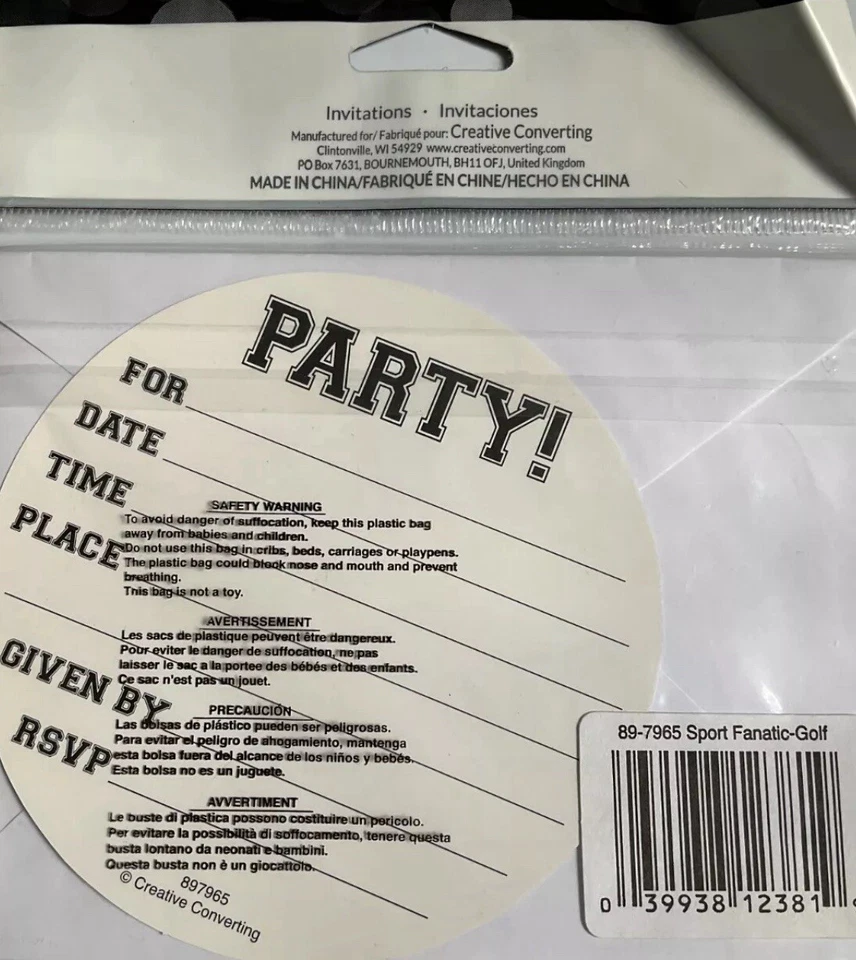 Invitations · Invitaciones
Manufactured for/ Fabriqué pour: Creative Converting
Clintonville, WI 54929 www.creativeconverting.com
PO Box 7631, BOURNEMOUTH, BH11 OFJ, United Kingdom
MADE IN CHINA/FABRIQUÉ EN CHINE/HECHO EN CHINA
PARTY!
FOR
DATE
TIME
PLACE
GIVEN BY
RSVP
SAFETY WARNING
To avoid danger of suffocation, keep this plastic bag
away from babies and children.
Do not use this bag in cribs, beds, carriages or playpens.
The plastic bag could block nose and mouth and prevent
breathing.
This bag is not a toy.
AVERTISSEMENT
Les sacs de plastique peuvent être dangereux.
Pour eviter le danger de suffocation, ne pas
laisser le sac a la portee des bébés et des enfants.
Ce sac n'est pas un jouet.
PRECAUCIÓN
Las bolsas de plástico pueden ser peligrosas.
Para evitar el peligro de ahogamiento, mantenga
esta bolsa fuera del alcance de los niños y bebés.
Esta bolsa no es un juguete.
AVVERTIMENT
Le buste di plastica possono costituire un pericolo.
Per evitare la possibilità di soffocamento, tenere questa
busta lontano da neonati e bambini.
Questa busta non è un giocattolo.
897965
© Creative Converting
89-7965 Sport Fanatic-Golf
0 39938 12381